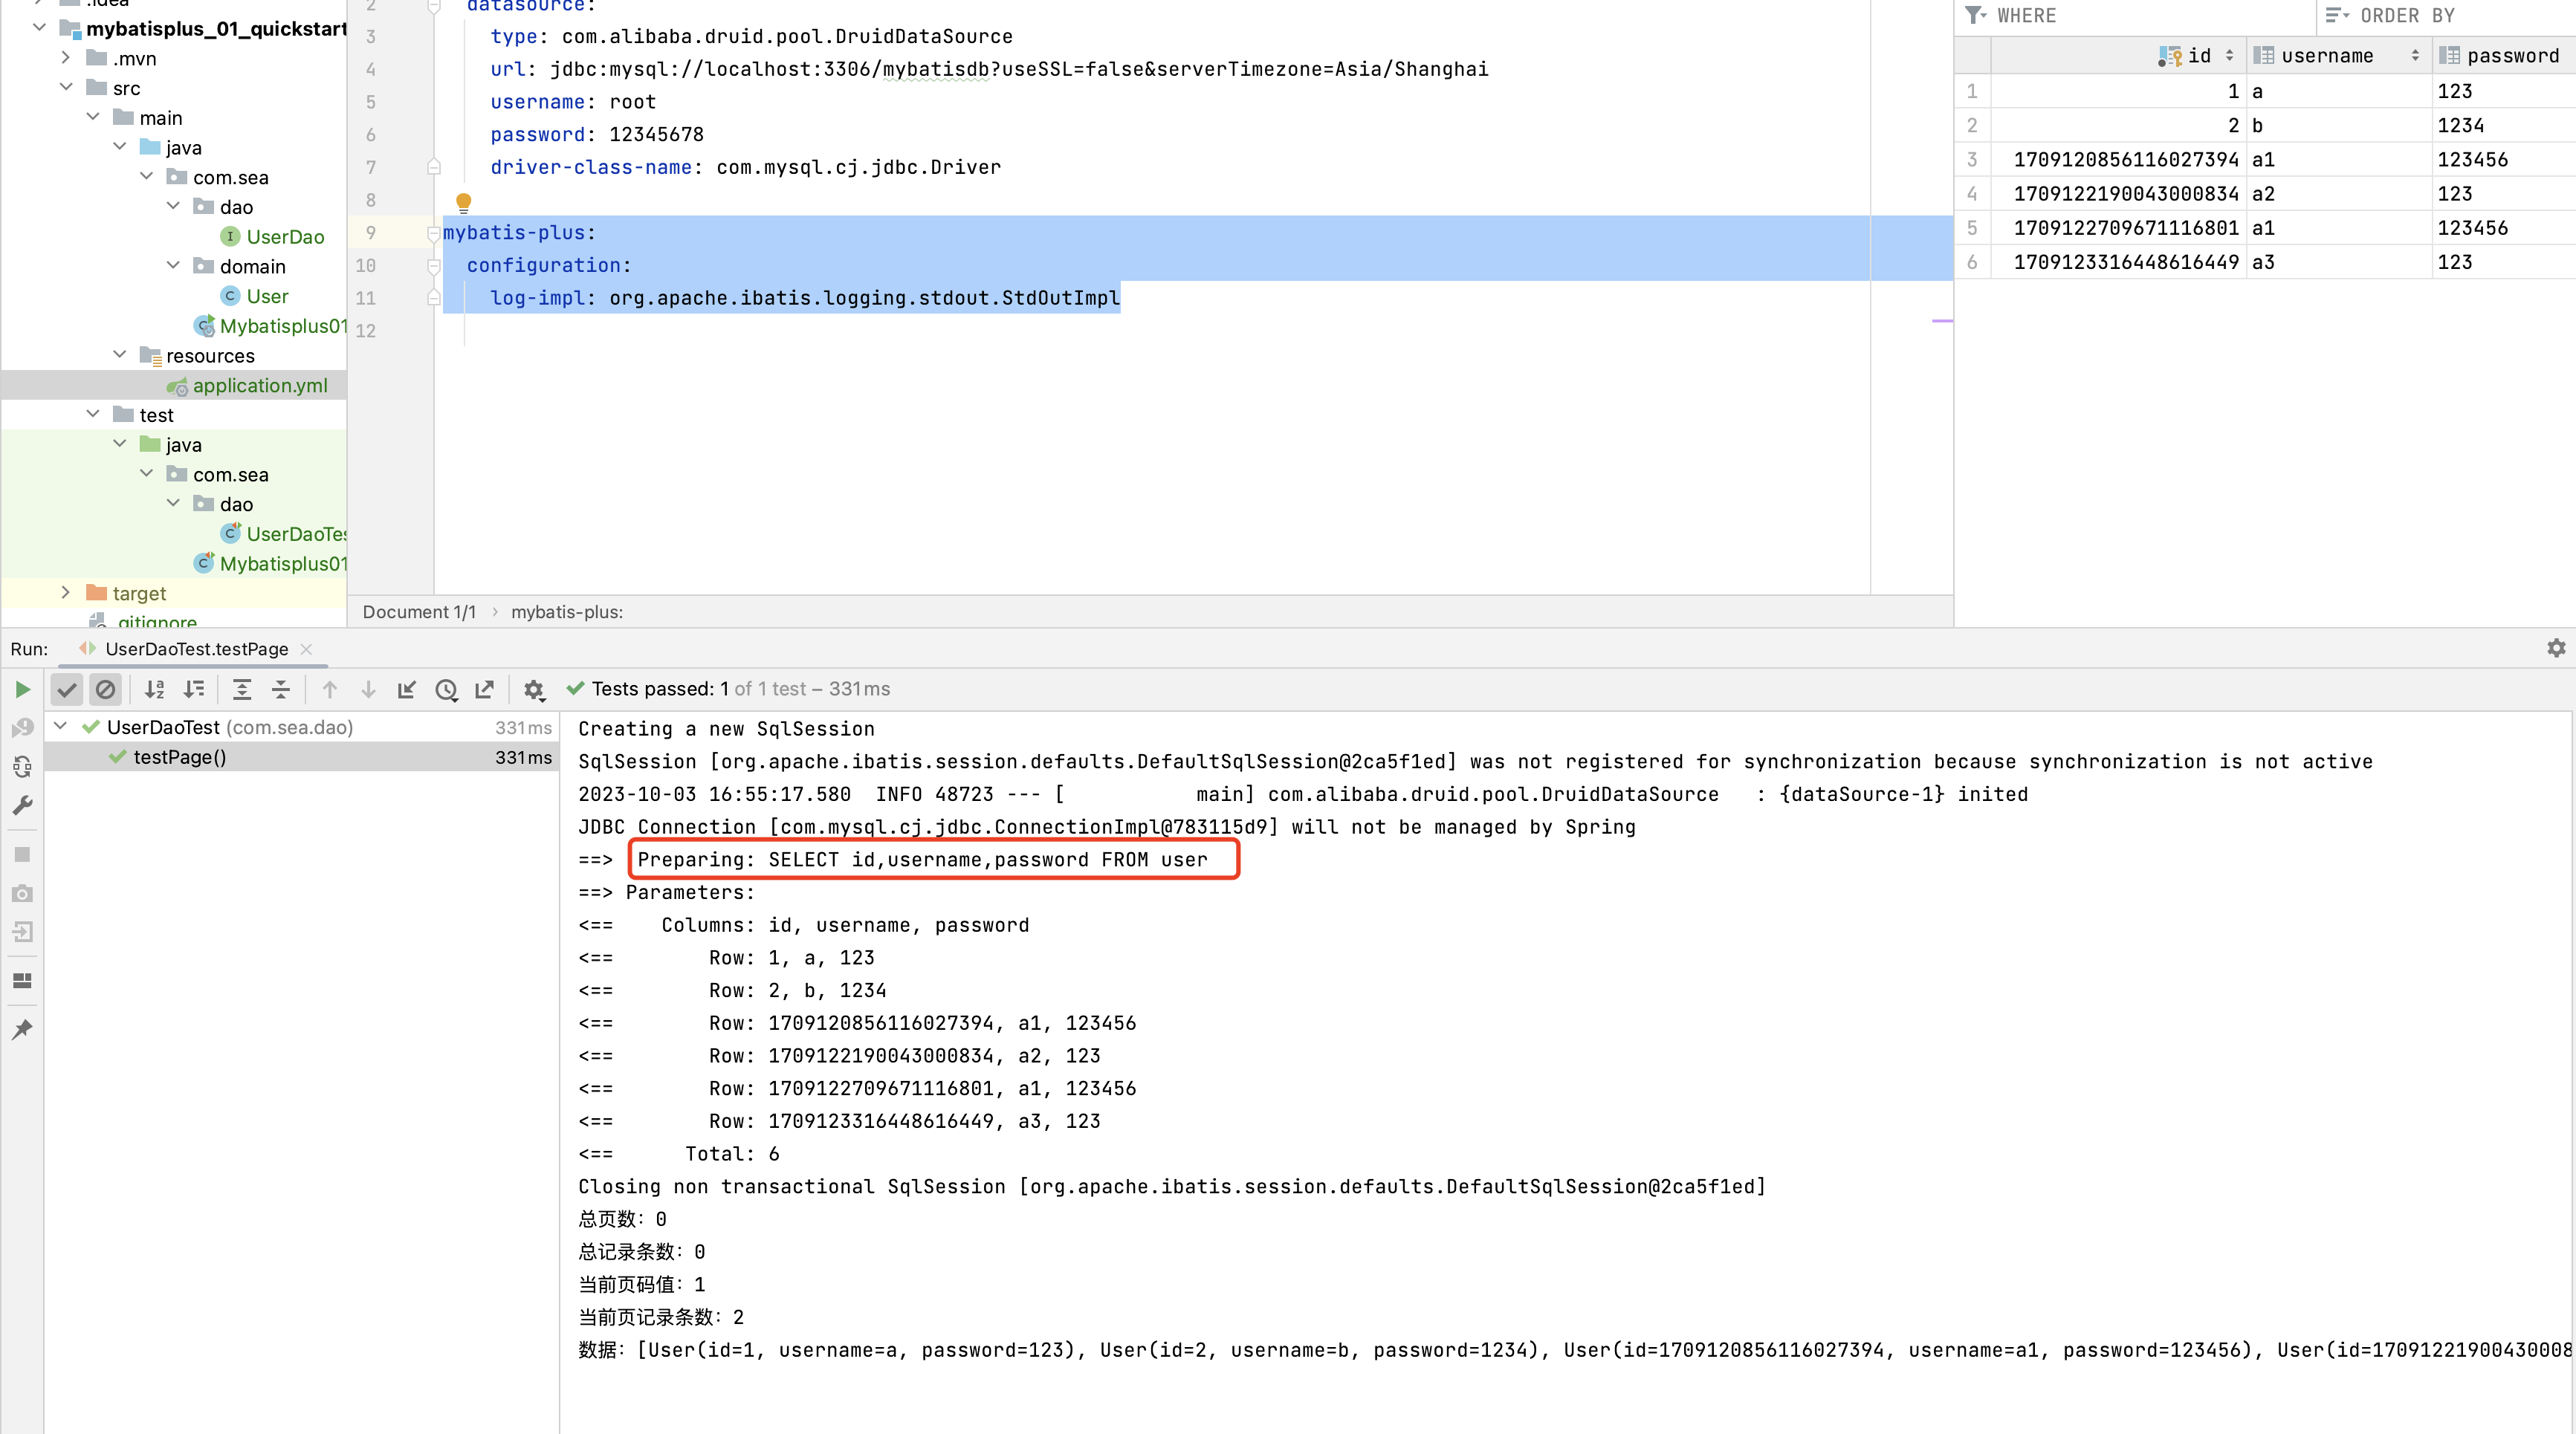 .idea
mybatisplus_01_quickstart
.mvn
src
main
java
com.sea
dao
UserDao
domain
User
Mybatisplus01
resources
application.yml
test
java
com.sea
dao
UserDaoTes
Mybatisplus01
target
.gitignore
2 datasource:
3 type: com.alibaba.druid.pool.DruidDataSource
4 url: jdbc:mysql://localhost:3306/mybatisdb?useSSL=false&serverTimezone=Asia/Shanghai
5 username: root
6 password: 12345678
7 driver-class-name: com.mysql.cj.jdbc.Driver
8
9 mybatis-plus:
10 configuration:
11 log-impl: org.apache.ibatis.logging.stdout.StdOutImpl
12
Document 1/1 › mybatis-plus:
WHERE ORDER BY
id username password
1 1 a 123
2 2 b 1234
3 1709120856116027394 a1 123456
4 1709122190043000834 a2 123
5 1709122709671116801 a1 123456
6 1709123316448616449 a3 123
Run: UserDaoTest.testPage
Tests passed: 1 of 1 test – 331ms
UserDaoTest (com.sea.dao) 331ms
testPage() 331ms
Creating a new SqlSession
SqlSession [org.apache.ibatis.session.defaults.DefaultSqlSession@2ca5f1ed] was not registered for synchronization because synchronization is not active
2023-10-03 16:55:17.580  INFO 48723 --- [           main] com.alibaba.druid.pool.DruidDataSource   : {dataSource-1} inited
JDBC Connection [com.mysql.cj.jdbc.ConnectionImpl@783115d9] will not be managed by Spring
==>  Preparing: SELECT id,username,password FROM user
==> Parameters:
<==    Columns: id, username, password
<==        Row: 1, a, 123
<==        Row: 2, b, 1234
<==        Row: 1709120856116027394, a1, 123456
<==        Row: 1709122190043000834, a2, 123
<==        Row: 1709122709671116801, a1, 123456
<==        Row: 1709123316448616449, a3, 123
<==      Total: 6
Closing non transactional SqlSession [org.apache.ibatis.session.defaults.DefaultSqlSession@2ca5f1ed]
总页数：0
总记录条数：0
当前页码值：1
当前页记录条数：2
数据：[User(id=1, username=a, password=123), User(id=2, username=b, password=1234), User(id=1709120856116027394, username=a1, password=123456), User(id=17091221900430008